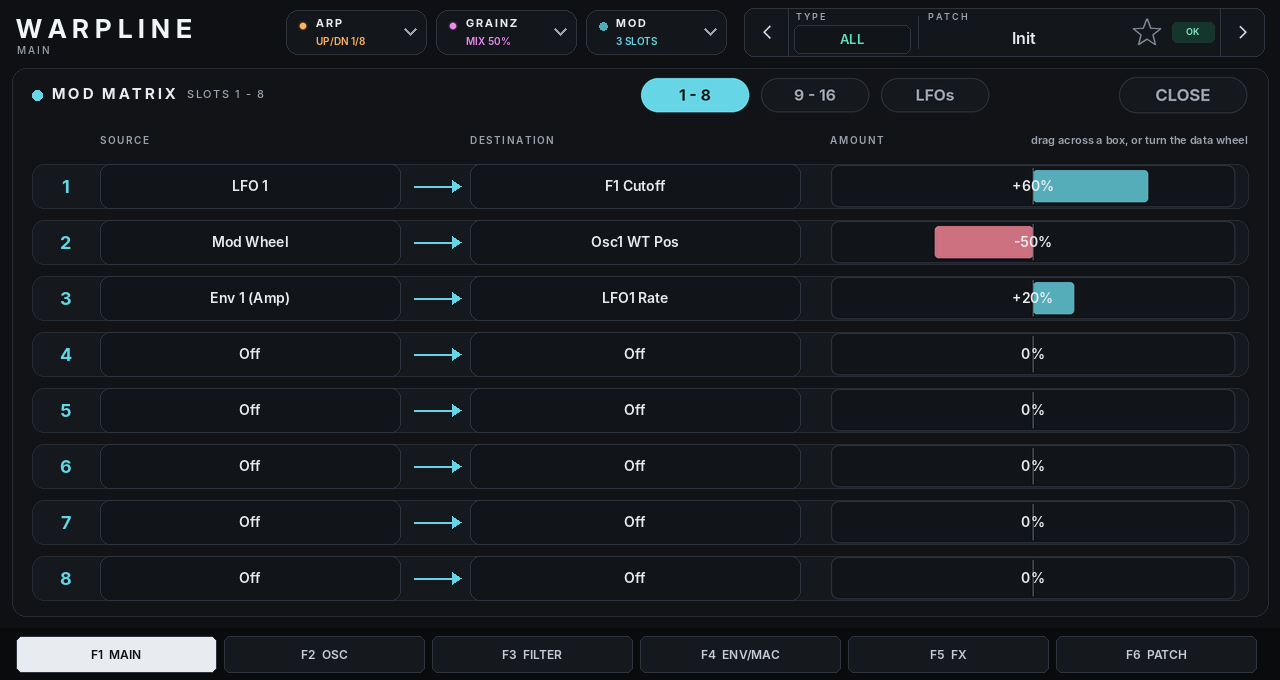 WARPLINE
MAIN
ARP
UP/DN 1/8
GRAINZ
MIX 50%
MOD
3 SLOTS
TYPE
ALL
PATCH
Init
OK
MOD MATRIX SLOTS 1 - 8
1 - 8
9 - 16
LFOs
CLOSE
SOURCE
DESTINATION
AMOUNT
drag across a box, or turn the data wheel
1 LFO 1 F1 Cutoff +60%
2 Mod Wheel Osc1 WT Pos -50%
3 Env 1 (Amp) LFO1 Rate +20%
4 Off Off 0%
5 Off Off 0%
6 Off Off 0%
7 Off Off 0%
8 Off Off 0%
F1 MAIN
F2 OSC
F3 FILTER
F4 ENV/MAC
F5 FX
F6 PATCH